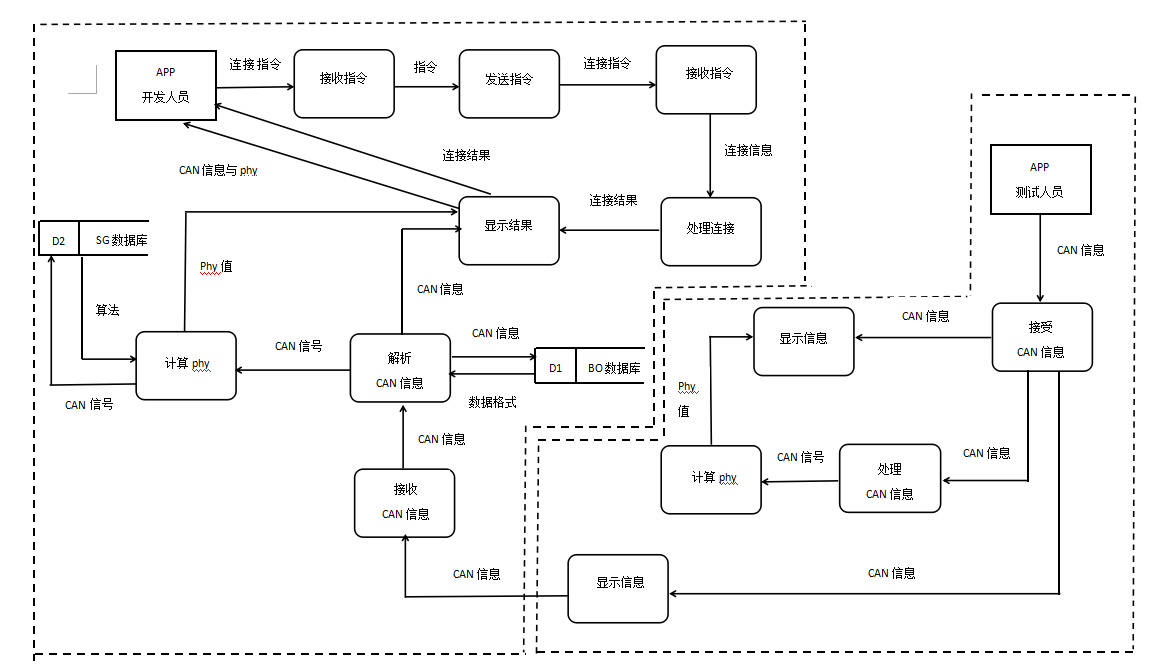 APP
开发人员
连接指令
接收指令
指令
发送指令
连接指令
接收指令
连接信息
连接结果
CAN 信息与 phy
显示结果
连接结果
处理连接
D2
SG 数据库
Phy 值
算法
CAN 信息
计算 phy
CAN 信号
CAN 信号
解析
CAN 信息
CAN 信息
D1
BO 数据库
数据格式
CAN 信息
接收
CAN 信息
CAN 信息
APP
测试人员
CAN 信息
接受
CAN 信息
CAN 信息
显示信息
Phy
值
计算 phy
CAN 信号
处理
CAN 信息
CAN 信息
显示信息
CAN 信息